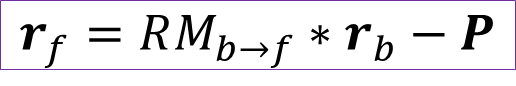 𝒓_f = RM_{b→f} * 𝒓_b − 𝑷